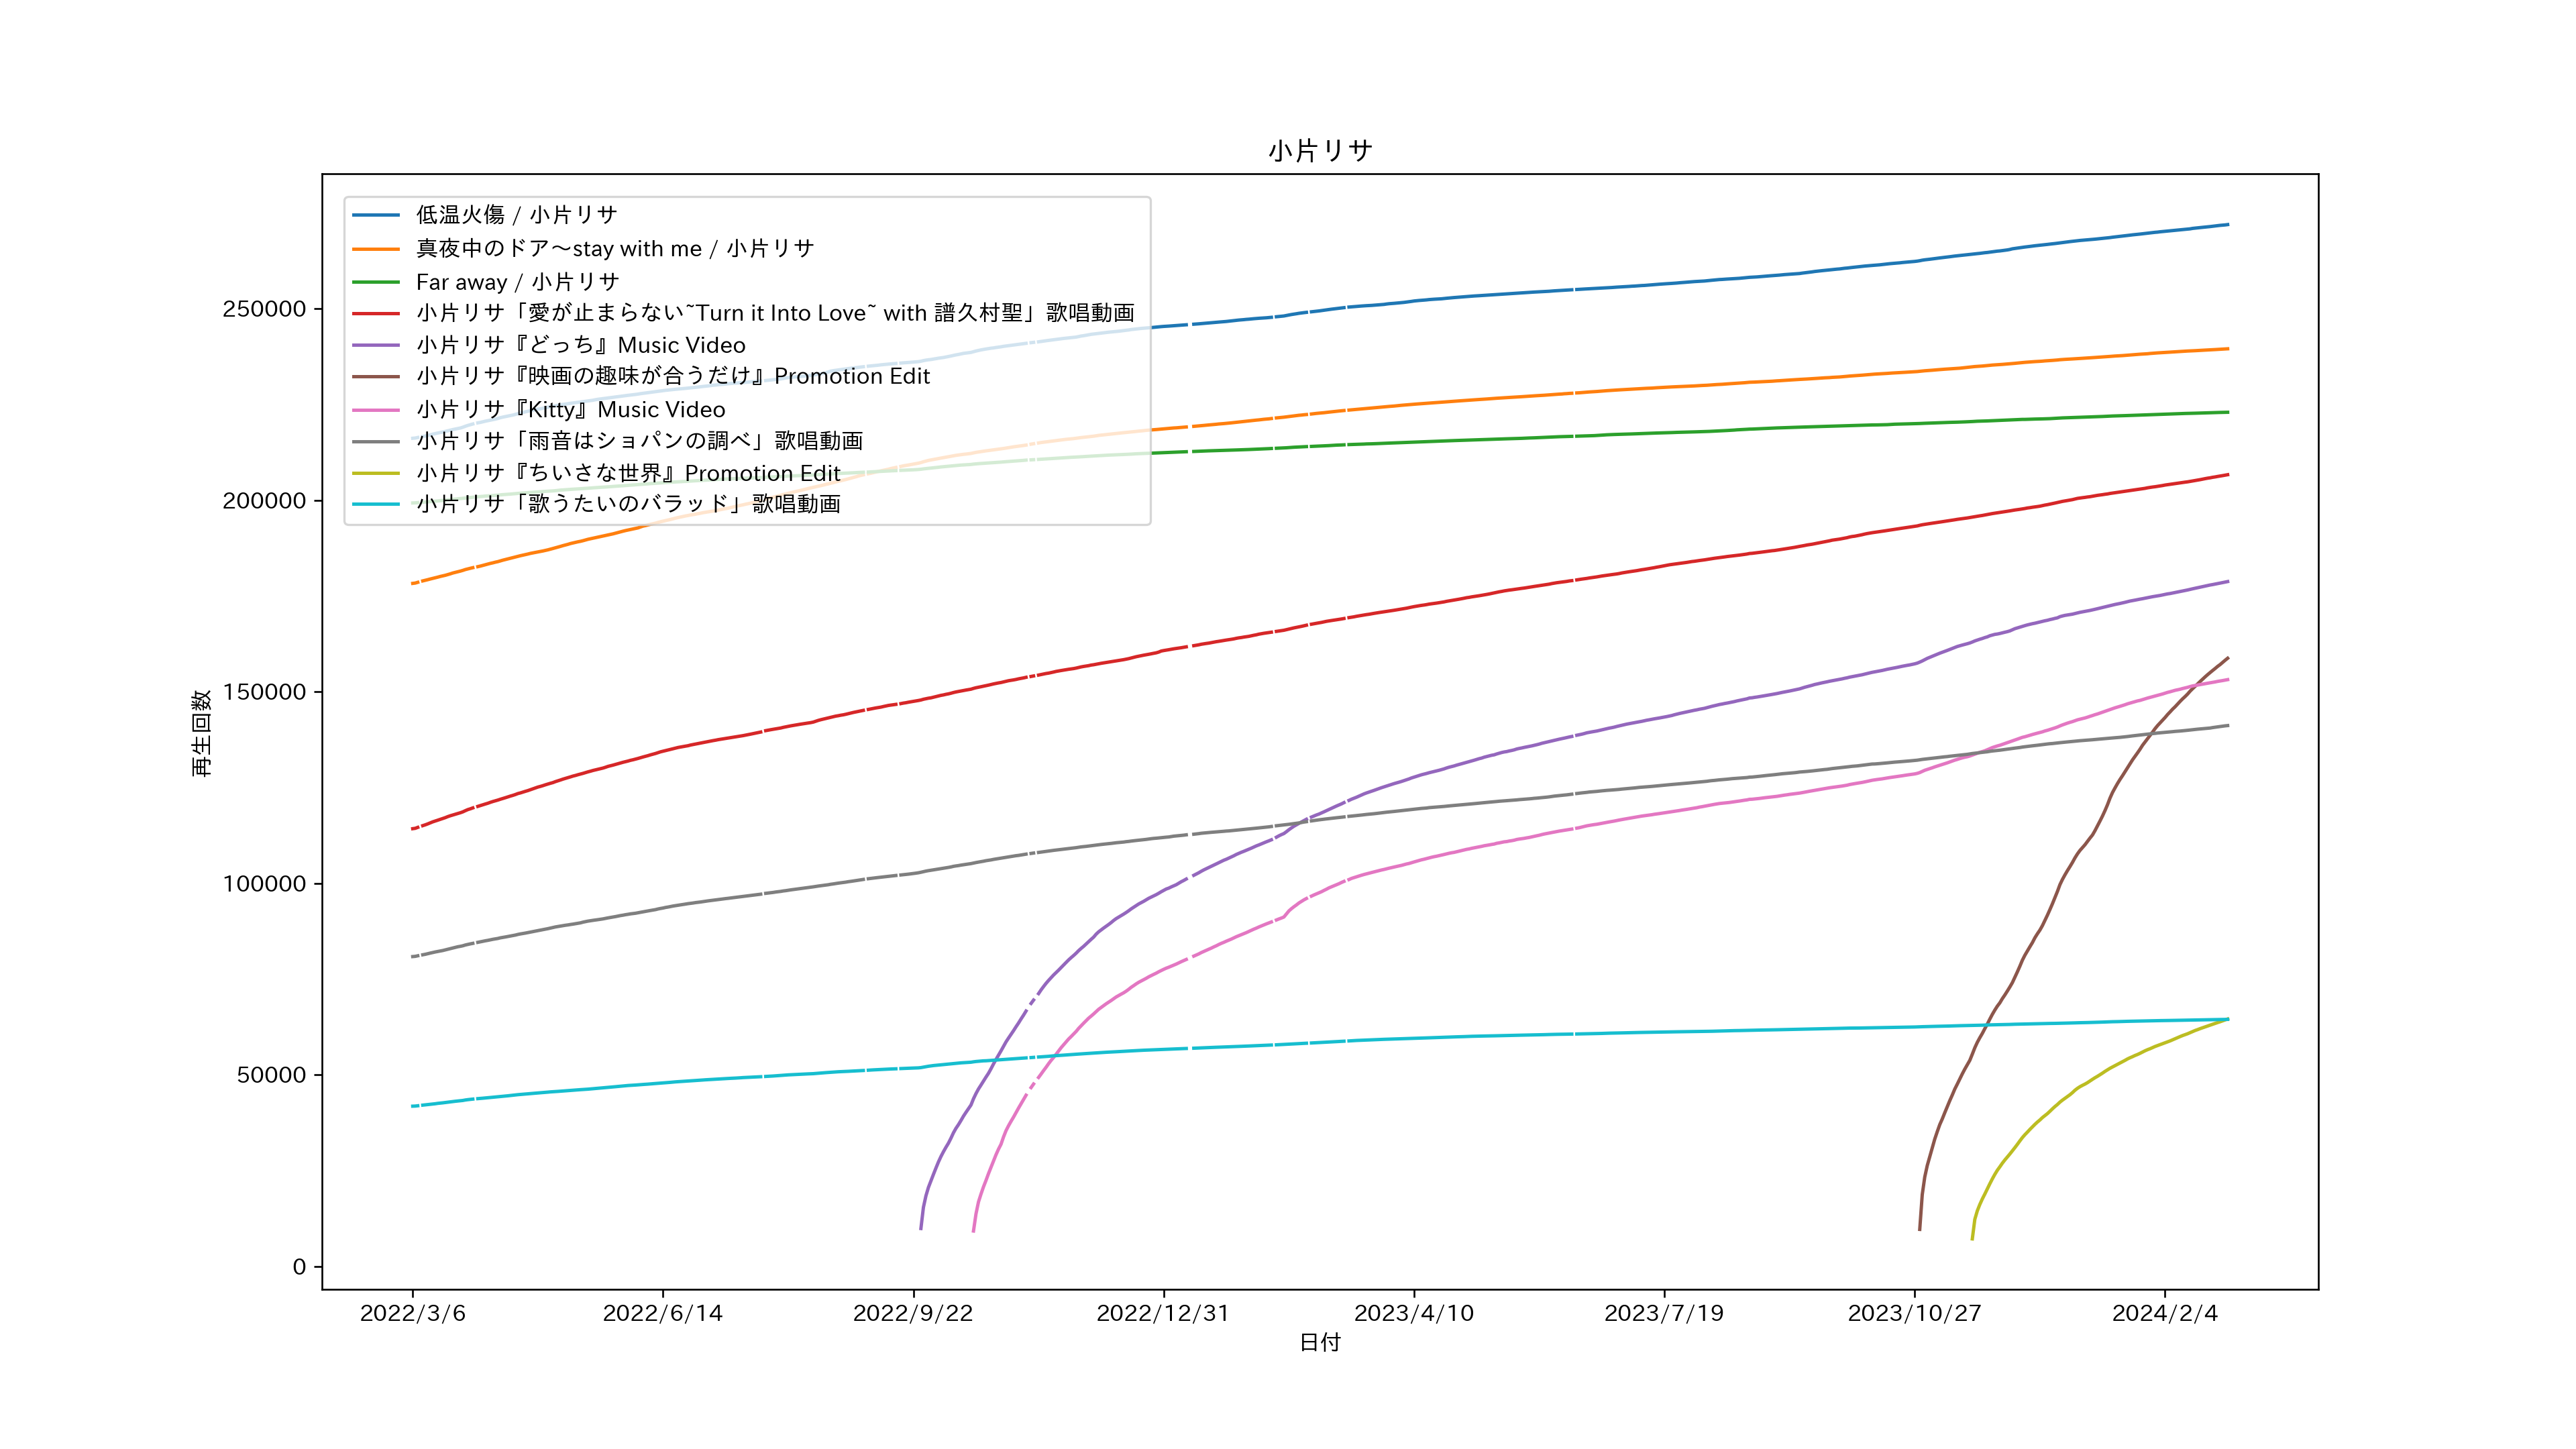 小片リサ
低温火傷 / 小片リサ
真夜中のドア〜stay with me / 小片リサ
Far away / 小片リサ
小片リサ「愛が止まらない~Turn it Into Love~ with 譜久村聖」歌唱動画
小片リサ『どっち』Music Video
小片リサ『映画の趣味が合うだけ』Promotion Edit
小片リサ『Kitty』Music Video
小片リサ「雨音はショパンの調べ」歌唱動画
小片リサ『ちいさな世界』Promotion Edit
小片リサ「歌うたいのバラッド」歌唱動画
再生回数
250000
200000
150000
100000
50000
0
2022/3/6 2022/6/14 2022/9/22 2022/12/31 2023/4/10 2023/7/19 2023/10/27 2024/2/4
日付